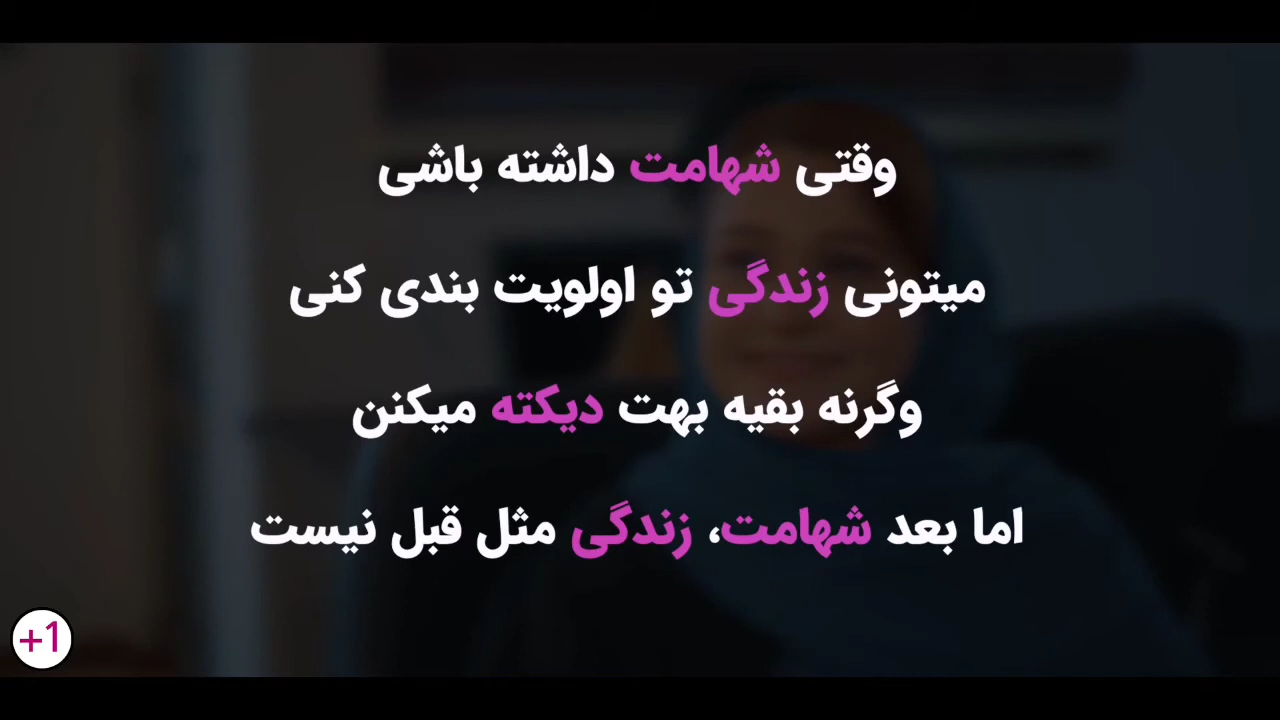 وقتی شهامت داشته باشی
میتونی زندگی تو اولویت بندی کنی
وگرنه بقیه بهت دیکته میکنن
اما بعد شهامت، زندگی مثل قبل نیست
+1